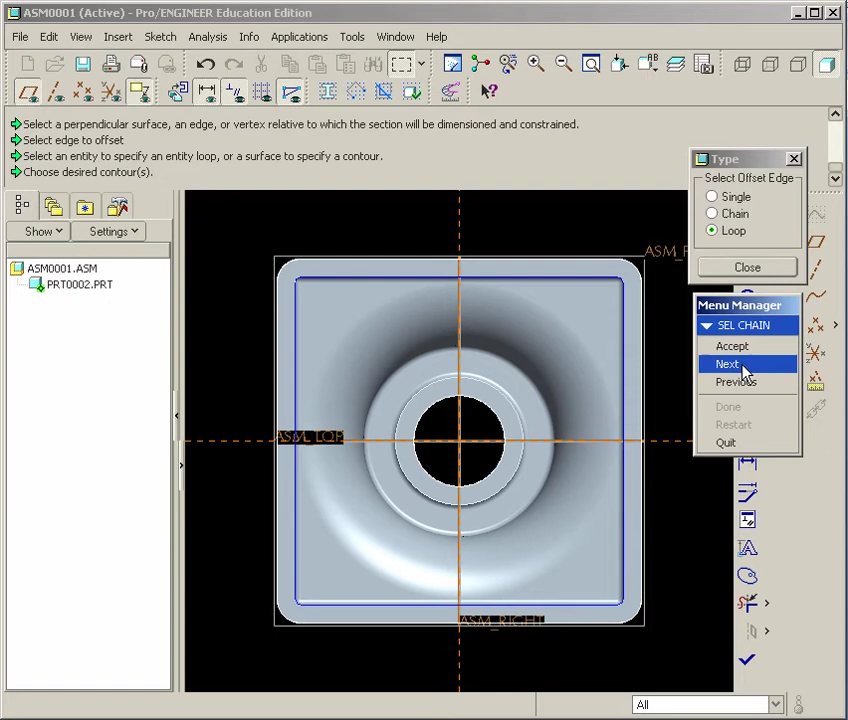 ASM0001 (Active) - Pro/ENGINEER Education Edition
File Edit View Insert Sketch Analysis Info Applications Tools Window Help
Select a perpendicular surface, an edge, or vertex relative to which the section will be dimensioned and constrained.
Select edge to offset
Select an entity to specify an entity loop, or a surface to specify a contour.
Choose desired contour(s).
Type
Select Offset Edge
Single
Chain
Loop
Close
Show Settings
ASM0001.ASM
PRT0002.PRT
Menu Manager
SEL CHAIN
Accept
Next
Previous
Done
Restart
Quit
ASM_TOP
ASM_RIGHT
All